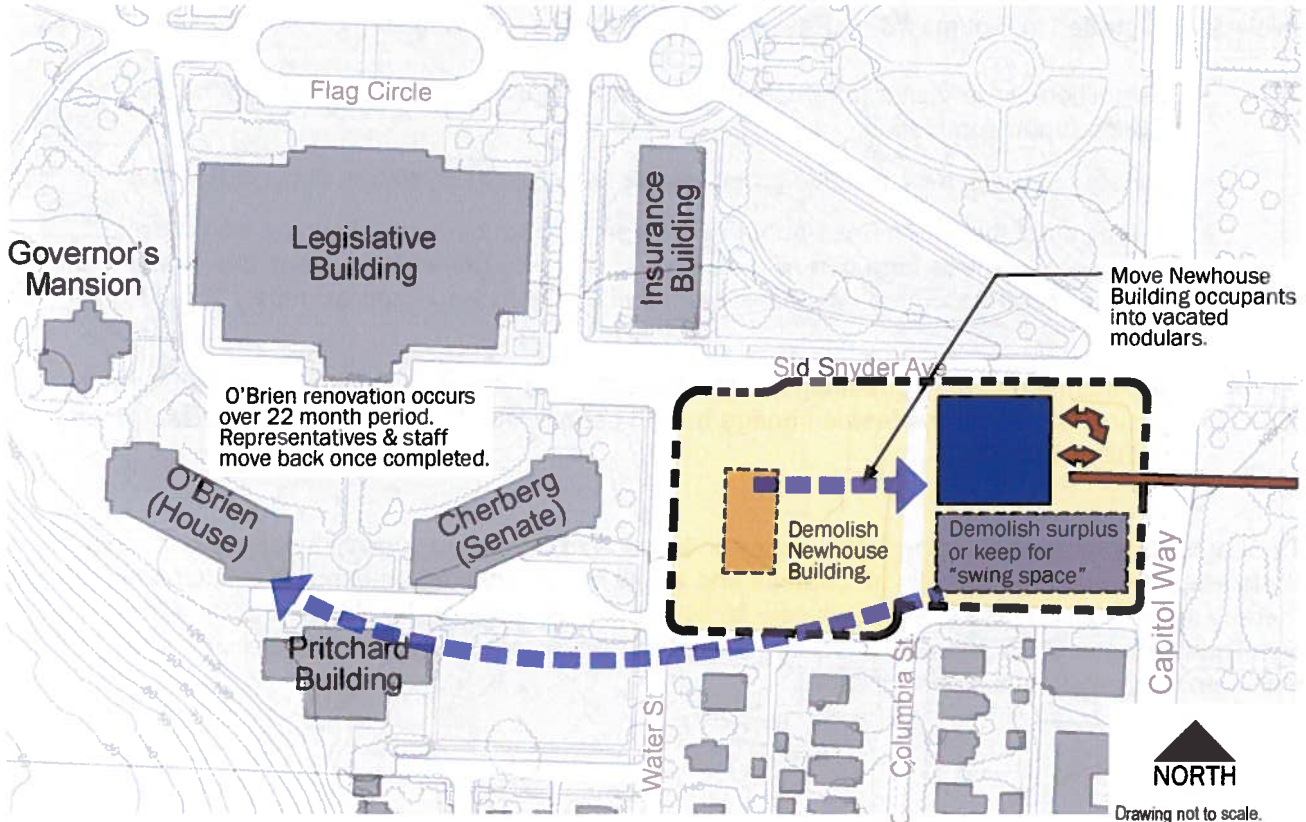 Flag Circle
Legislative
Building
Insurance
Building
Governor's
Mansion
Move Newhouse
Building occupants
into vacated
modulars.
Sid Snyder Ave
O'Brien renovation occurs
over 22 month period.
Representatives & staff
move back once completed.
O'Brien
(House)
Cherberg
(Senate)
Demolish
Newhouse
Building.
Demolish surplus
or keep for
"swing space"
Pritchard
Building
Water St
Columbia St.
Capitol Way
NORTH
Drawing not to scale.